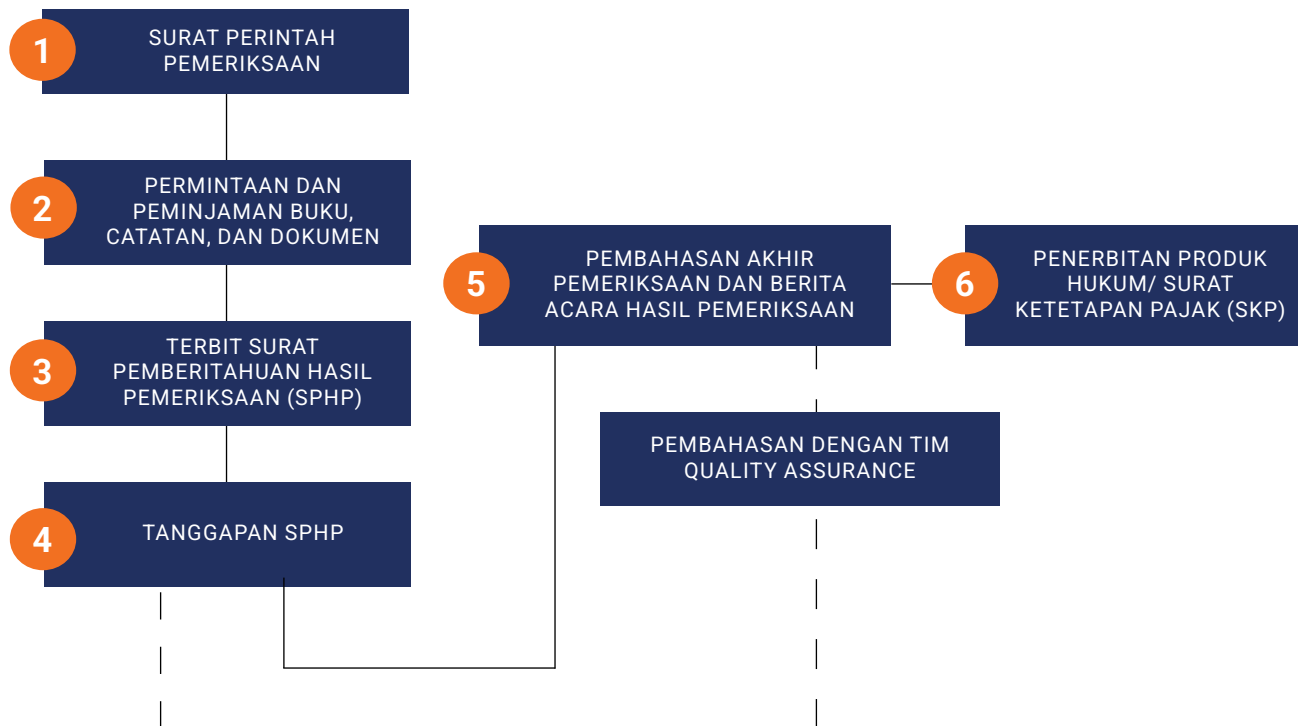 1
SURAT PERINTAH
PEMERIKSAAN
2
PERMINTAAN DAN
PEMINJAMAN BUKU,
CATATAN, DAN DOKUMEN
3
TERBIT SURAT
PEMBERITAHUAN HASIL
PEMERIKSAAN (SPHP)
4
TANGGAPAN SPHP
5
PEMBAHASAN AKHIR
PEMERIKSAAN DAN BERITA
ACARA HASIL PEMERIKSAAN
PEMBAHASAN DENGAN TIM
QUALITY ASSURANCE
6
PENERBITAN PRODUK
HUKUM/ SURAT
KETETAPAN PAJAK (SKP)